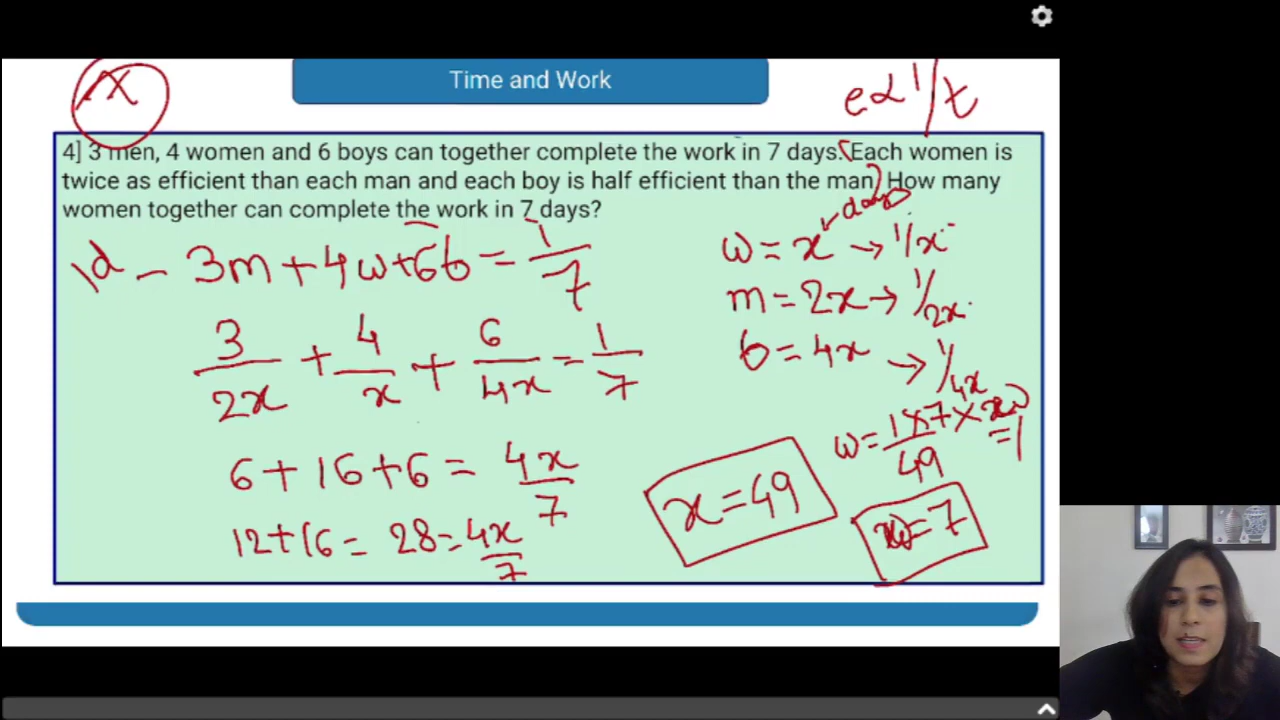 Time and Work
e α 1/t
x
4] 3 men, 4 women and 6 boys can together complete the work in 7 days. (Each women is
twice as efficient than each man and each boy is half efficient than the man) How many
women together can complete the work in 7 days?
days
1d - 3m + 4w + 6b = 1/7
w = x → 1/x
m = 2x → 1/2x
b = 4x → 1/4x
3/2x + 4/x + 6/4x = 1/7
6 + 16 + 6 = 4x/7
12 + 16 = 28 = 4x/7
x = 49
w = 1x7/49 = 1
w = 7